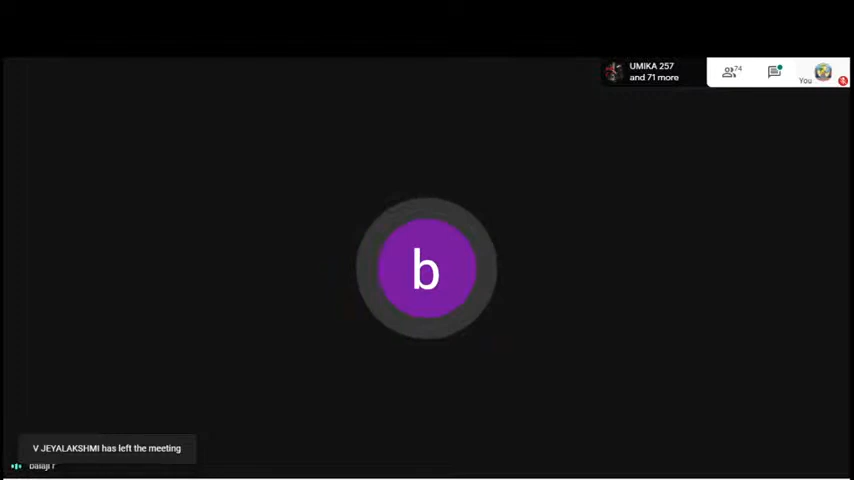 UMIKA 257
and 71 more
74
You
b
V JEYALAKSHMI has left the meeting
Balaji r